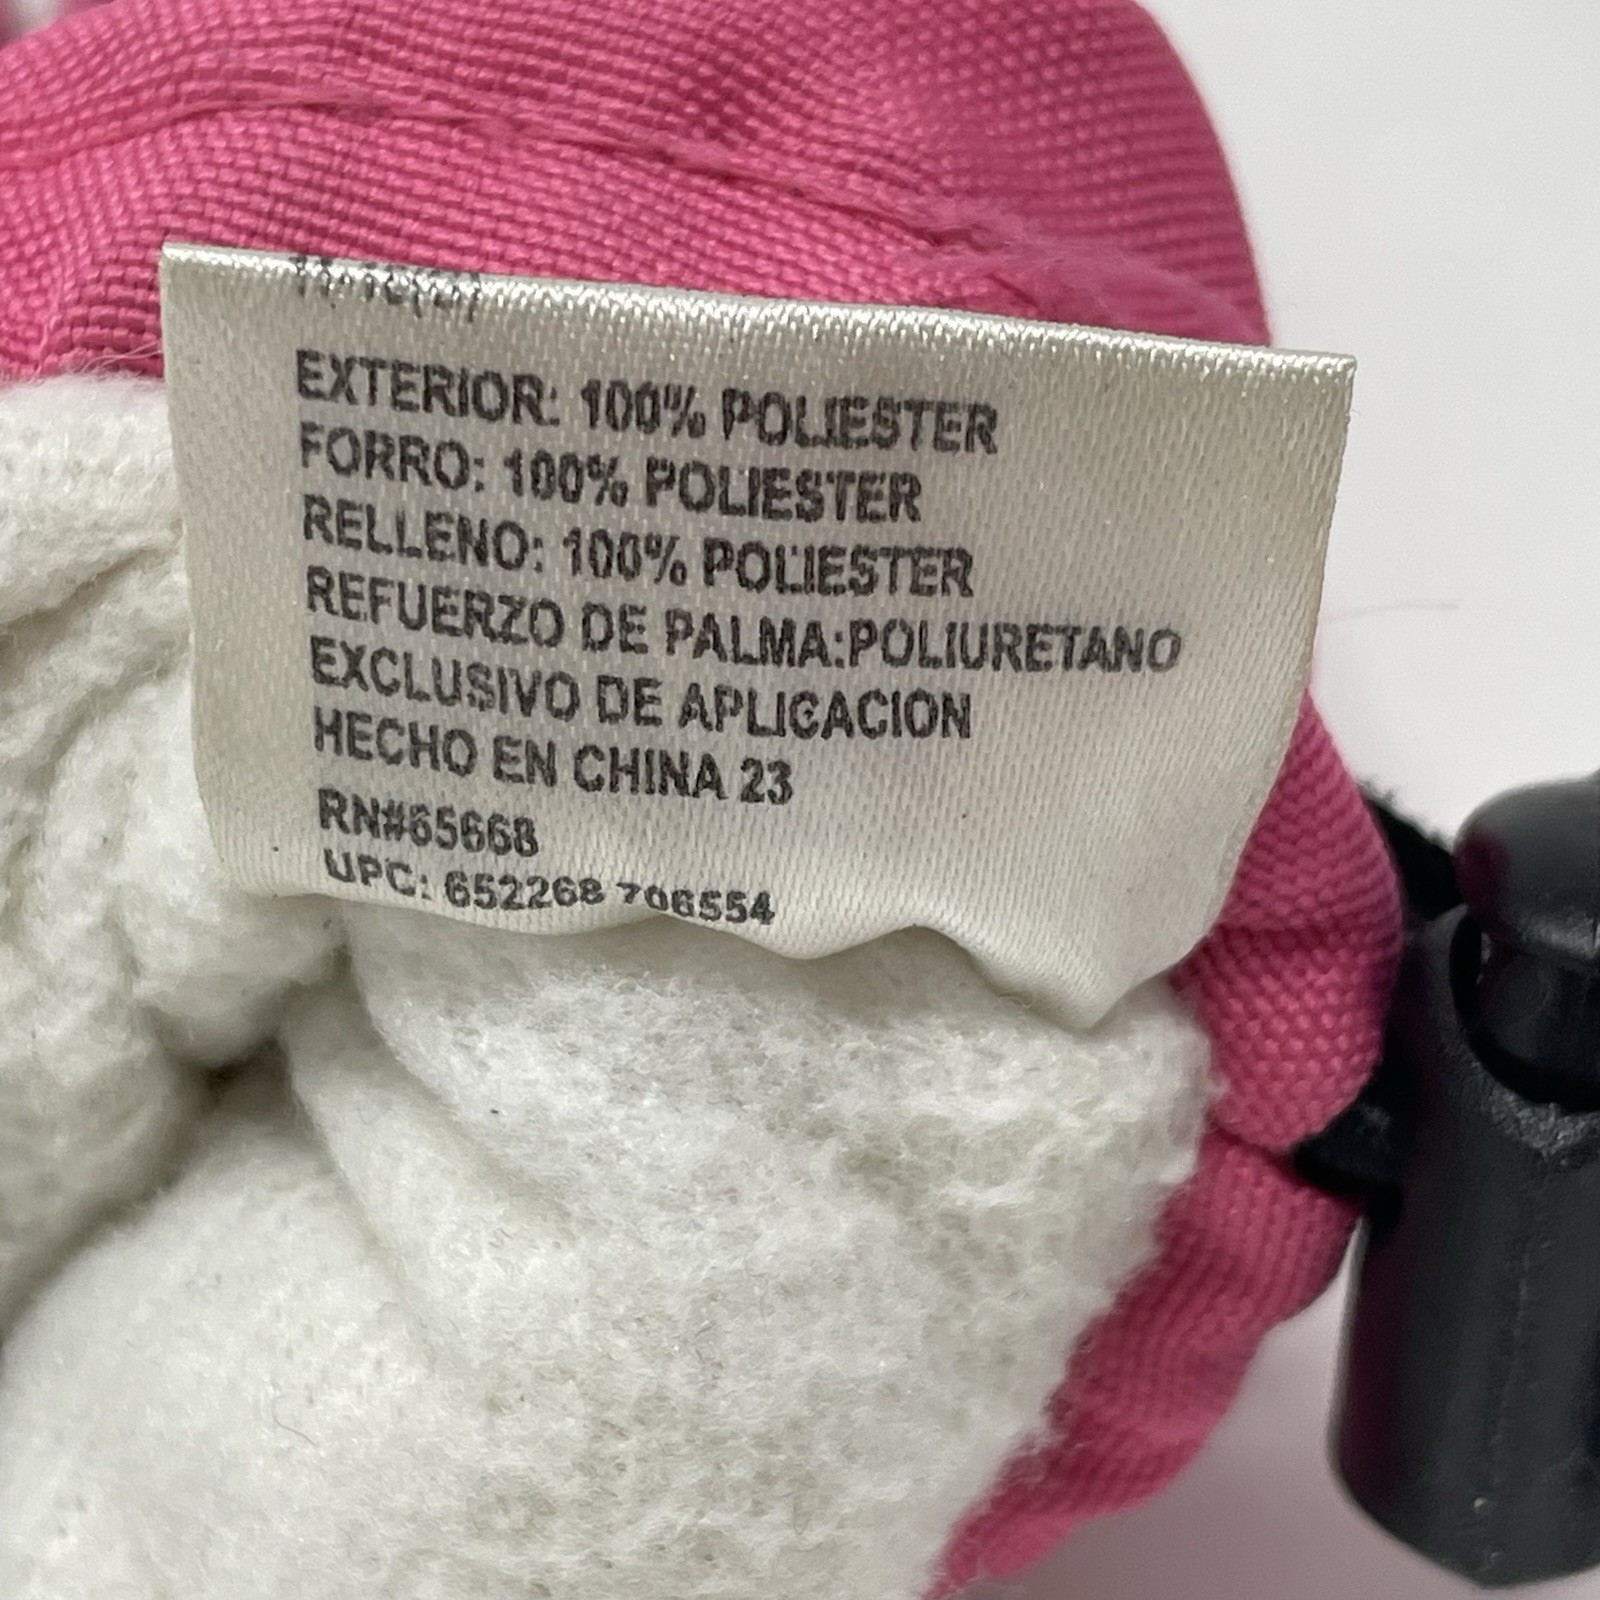 EXTERIOR: 100% POLIESTER
FORRO: 100% POLIESTER
RELLENO: 100% POLIESTER
REFUERZO DE PALMA:POLIURETANO
EXCLUSIVO DE APLICACION
HECHO EN CHINA 23
RN#65668
UPC: 652268 706554